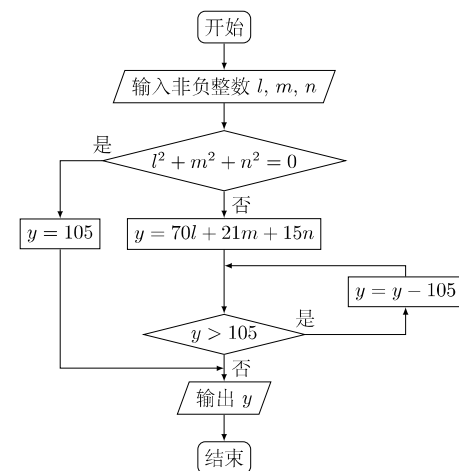 开始
输入非负整数 l, m, n
l² + m² + n² = 0
是
否
y = 105
y = 70l + 21m + 15n
y = y − 105
y > 105
是
否
输出 y
结束